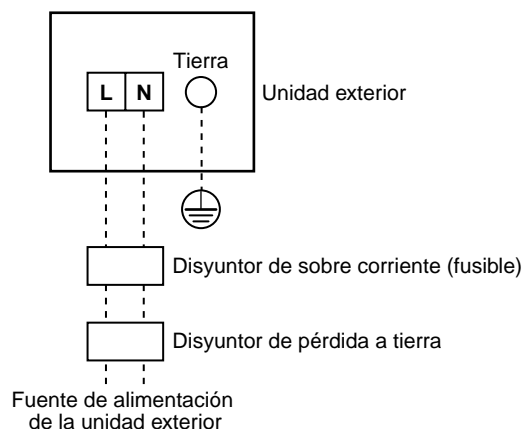 Tierra
L N
Unidad exterior
Disyuntor de sobre corriente (fusible)
Disyuntor de pérdida a tierra
Fuente de alimentación
de la unidad exterior